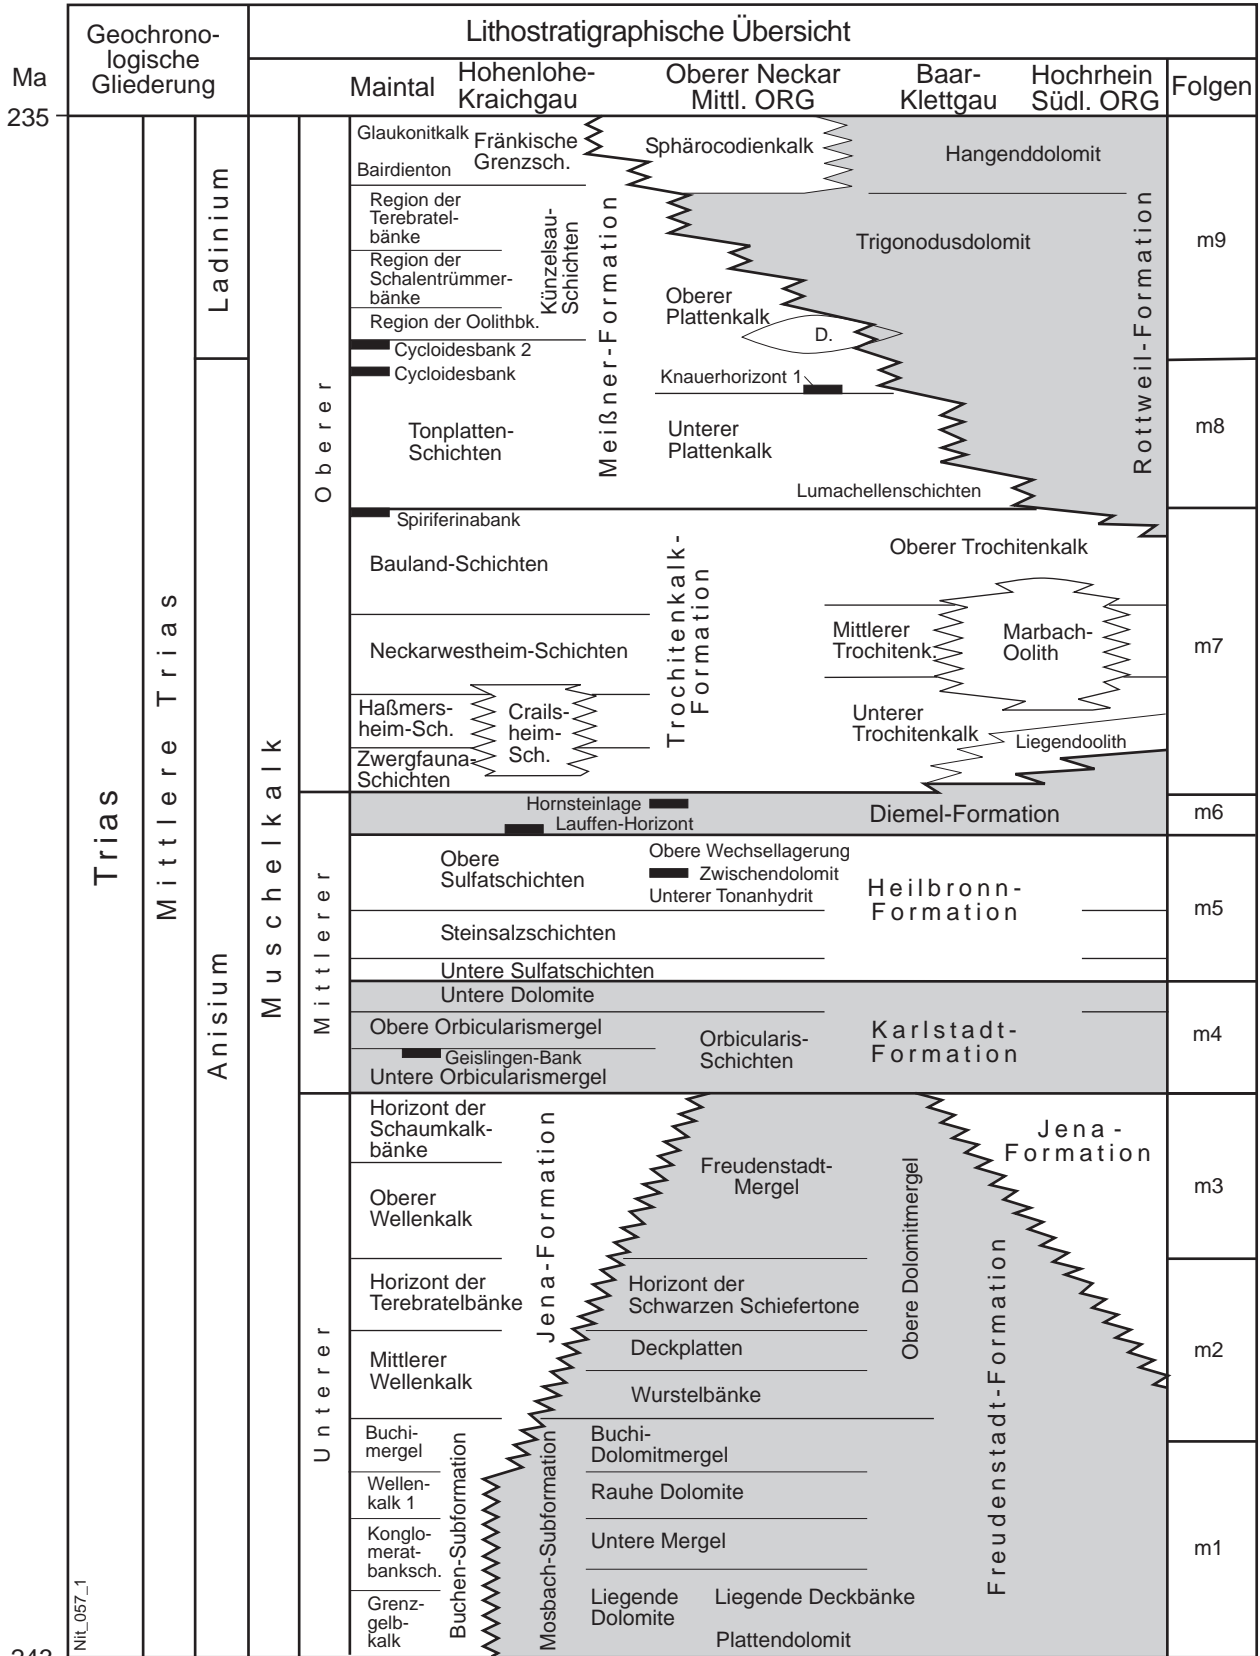 Geochrono-
logische
Gliederung
Lithostratigraphische Übersicht
Ma
Maintal
Hohenlohe-
Kraichgau
Oberer Neckar
Mittl. ORG
Baar-
Klettgau
Hochrhein
Südl. ORG
Folgen
235
Trias
Mittlere Trias
Ladinium
Anisium
Muschelkalk
Oberer
Mittlerer
Unterer
Glaukonitkalk
Bairdienton
Fränkische
Grenzsch.
Sphärocodienkalk
Hangenddolomit
Region der
Terebratel-
bänke
Region der
Schalentrümmer-
bänke
Region der Oolithbk.
Künzelsau-
Schichten
Meißner-Formation
Trigonodusdolomit
Rottweil-Formation
m9
Oberer
Plattenkalk
D.
Cycloidesbank 2
Cycloidesbank
Knauerhorizont 1
Tonplatten-
Schichten
Unterer
Plattenkalk
m8
Lumachellenschichten
Spiriferinabank
Bauland-Schichten
Trochitenkalk-
Formation
Oberer Trochitenkalk
Neckarwestheim-Schichten
Mittlerer
Trochitenk.
Marbach-
Oolith
m7
Haßmers-
heim-Sch.
Crails-
heim-
Sch.
Zwergfauna-
Schichten
Unterer
Trochitenkalk
Liegendoolith
Hornsteinlage
Lauffen-Horizont
Diemel-Formation
m6
Obere
Sulfatschichten
Obere Wechsellagerung
Zwischendolomit
Unterer Tonanhydrit
Heilbronn-
Formation
m5
Steinsalzschichten
Untere Sulfatschichten
Untere Dolomite
Obere Orbicularismergel
Geislingen-Bank
Untere Orbicularismergel
Orbicularis-
Schichten
Karlstadt-
Formation
m4
Horizont der
Schaumkalk-
bänke
Jena-Formation
Freudenstadt-
Mergel
Obere Dolomitmergel
Jena-
Formation
m3
Oberer
Wellenkalk
Horizont der
Terebratelbänke
Horizont der
Schwarzen Schiefertone
Freudenstadt-Formation
m2
Mittlerer
Wellenkalk
Deckplatten
Wurstelbänke
Buchi-
mergel
Buchen-Subformation
Mosbach-Subformation
Buchi-
Dolomitmergel
Wellen-
kalk 1
Rauhe Dolomite
Konglo-
merat-
banksch.
Untere Mergel
m1
Grenz-
gelb-
kalk
Liegende
Dolomite
Liegende Deckbänke
Plattendolomit
Nit_057_1